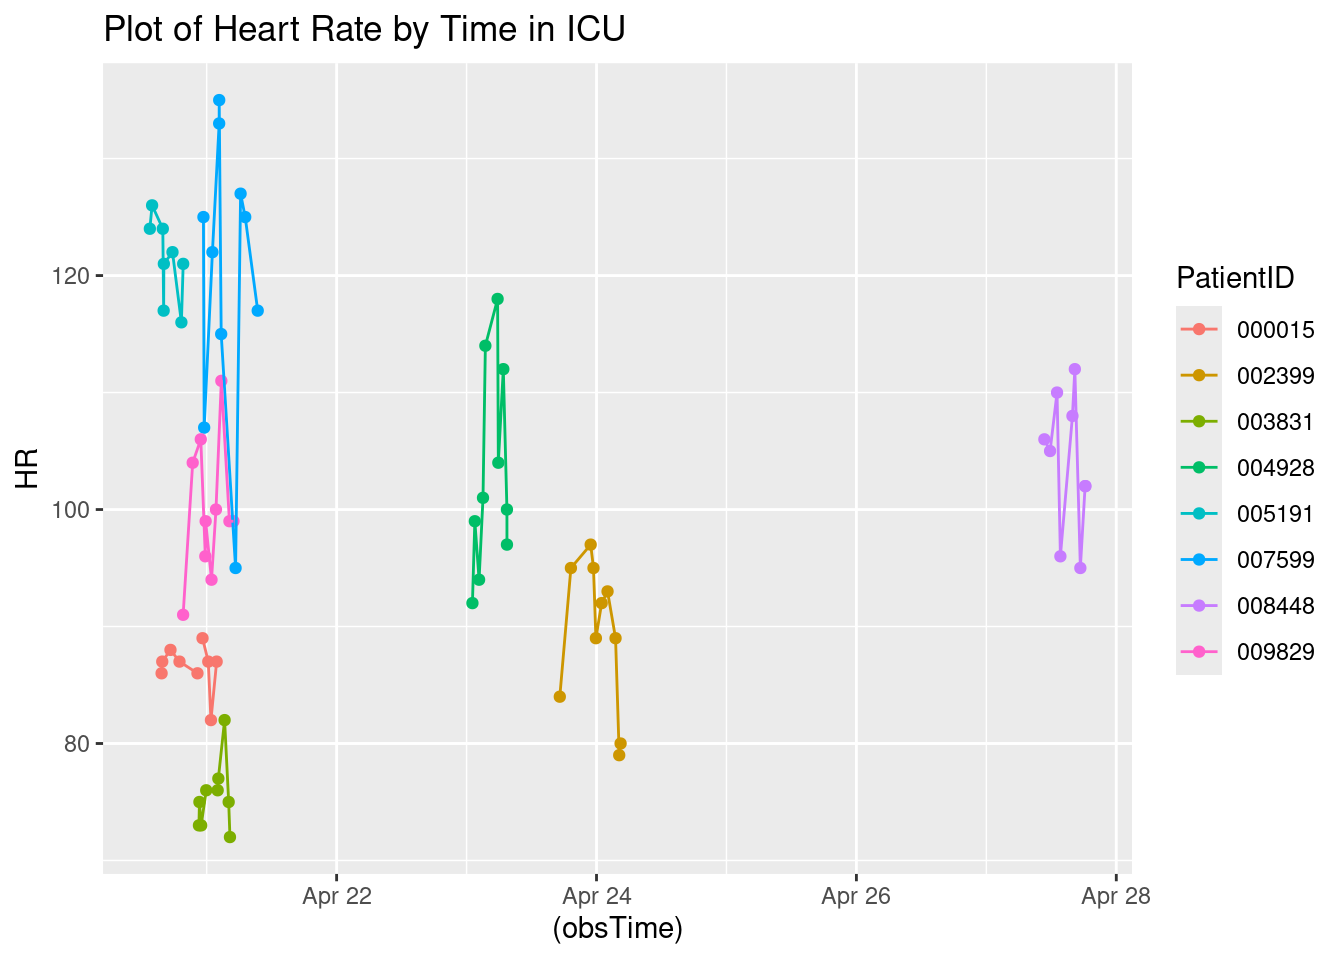 Plot of Heart Rate by Time in ICU
HR
120
100
80
Apr 22
Apr 24
Apr 26
Apr 28
(obsTime)
PatientID
000015
002399
003831
004928
005191
007599
008448
009829